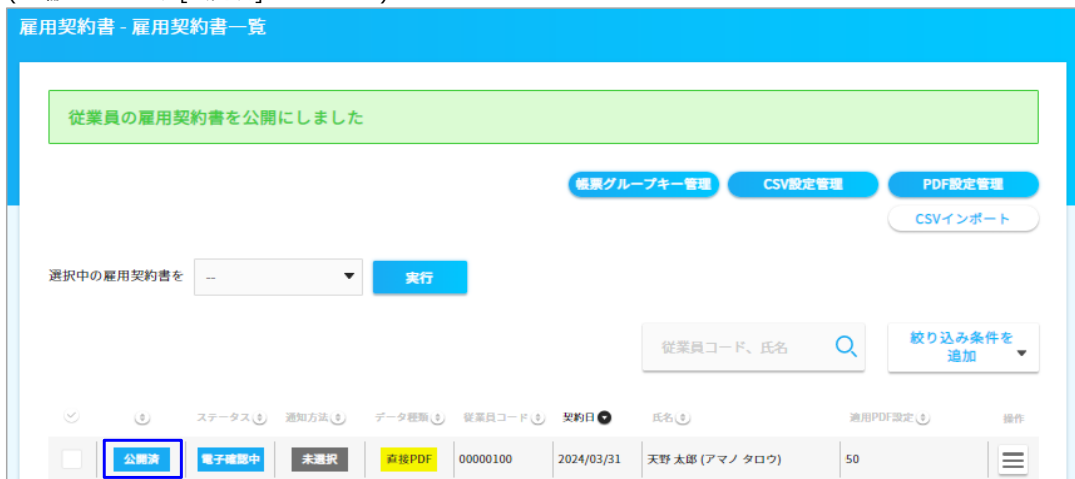 雇用契約書 - 雇用契約書一覧
従業員の雇用契約書を公開にしました
帳票グループキー管理 CSV設定管理 PDF設定管理
CSVインポート
選択中の雇用契約書を -- 実行
従業員コード、氏名 絞り込み条件を
追加
ステータス 通知方法 データ種類 従業員コード 契約日 氏名 適用PDF設定 操作
公開済 電子確認中 未選択 直接PDF 00000100 2024/03/31 天野 太郎 (アマノ タロウ) 50